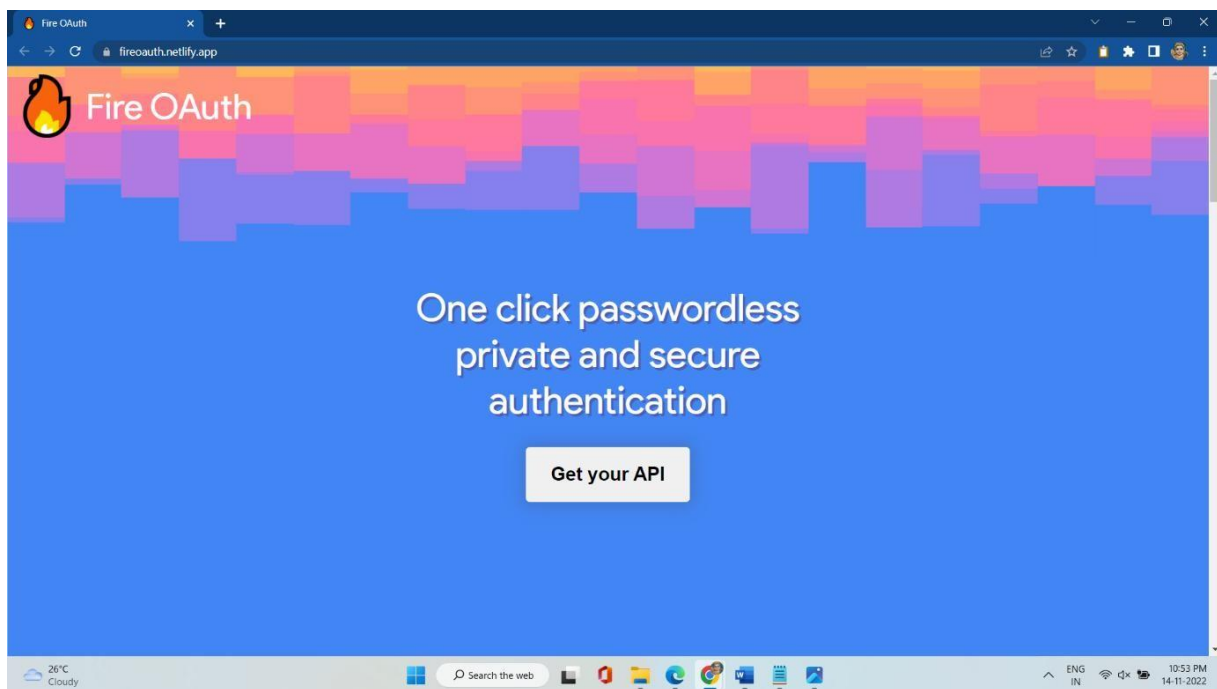 Fire OAuth
fireoauth.netlify.app
Fire OAuth
One click passwordless
private and secure
authentication
Get your API
26°C
Cloudy
Search the web
ENG
IN
10:53 PM
14-11-2022